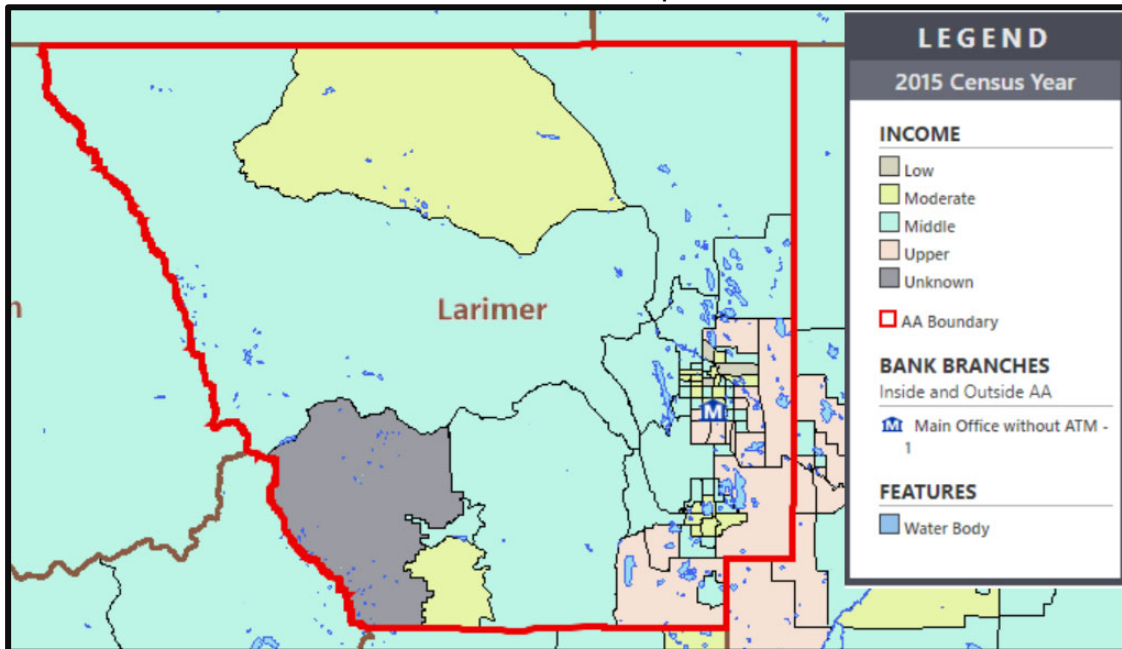 LEGEND
2015 Census Year
INCOME
Low
Moderate
Middle
Upper
Unknown
AA Boundary
BANK BRANCHES
Inside and Outside AA
M Main Office without ATM -
1
FEATURES
Water Body
n
Larimer
M